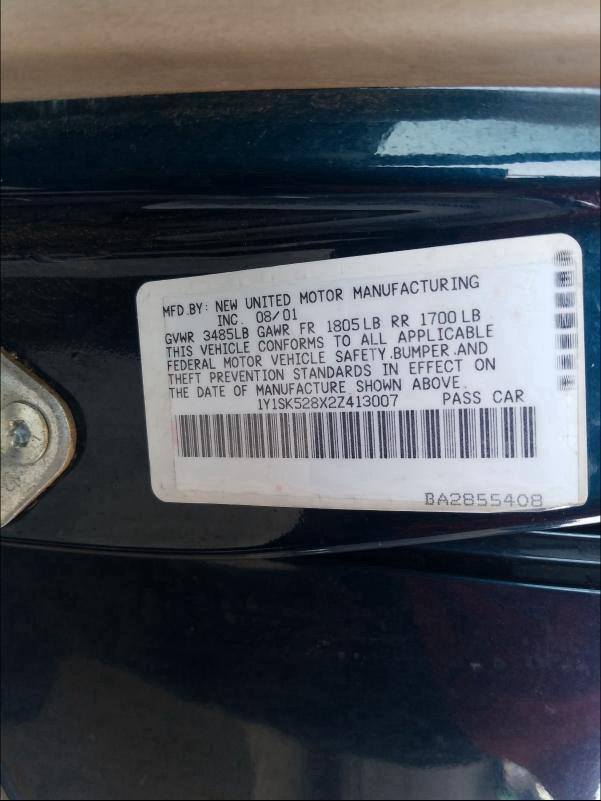 MFD.BY: NEW UNITED MOTOR MANUFACTURING
INC. 08/01
GVWR 3485LB GAWR FR 1805LB RR 1700LB
THIS VEHICLE CONFORMS TO ALL APPLICABLE
FEDERAL MOTOR VEHICLE SAFETY,BUMPER,AND
THEFT PREVENTION STANDARDS IN EFFECT ON
THE DATE OF MANUFACTURE SHOWN ABOVE
1Y1SK528X2Z413007 PASS CAR
BA2855408